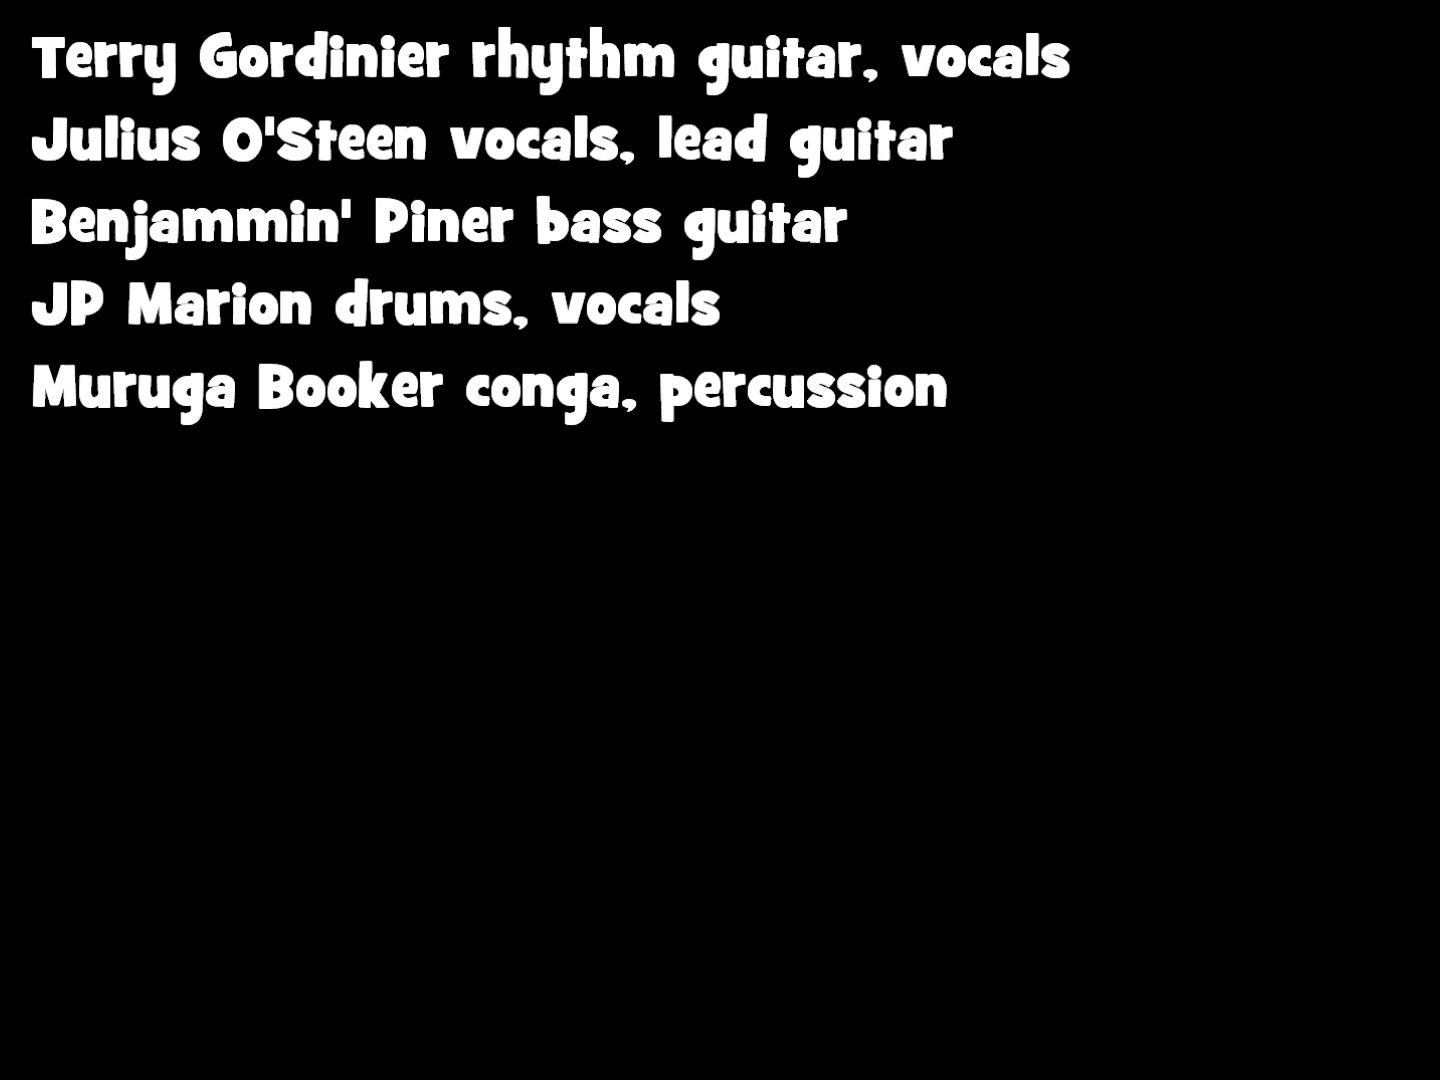 Terry Gordinier rhythm guitar, vocals
Julius O'Steen vocals, lead guitar
Benjammin' Piner bass guitar
JP Marion drums, vocals
Muruga Booker conga, percussion